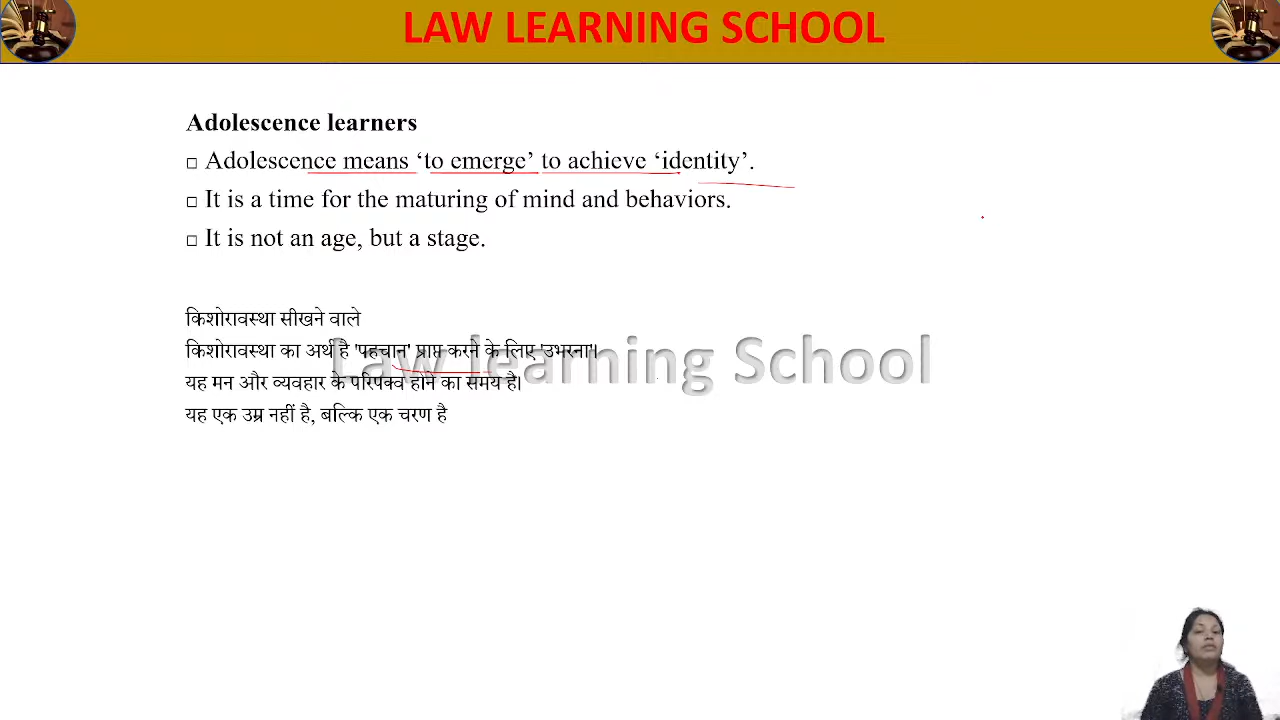 LAW LEARNING SCHOOL
Adolescence learners
□ Adolescence means ‘to emerge’ to achieve ‘identity’.
□ It is a time for the maturing of mind and behaviors.
□ It is not an age, but a stage.
किशोरावस्था सीखने वाले
किशोरावस्था का अर्थ है 'पहचान' प्राप्त करने के लिए 'उभरना'।
यह मन और व्यवहार के परिपक्व होने का समय है।
यह एक उम्र नहीं है, बल्कि एक चरण है
Law learning School